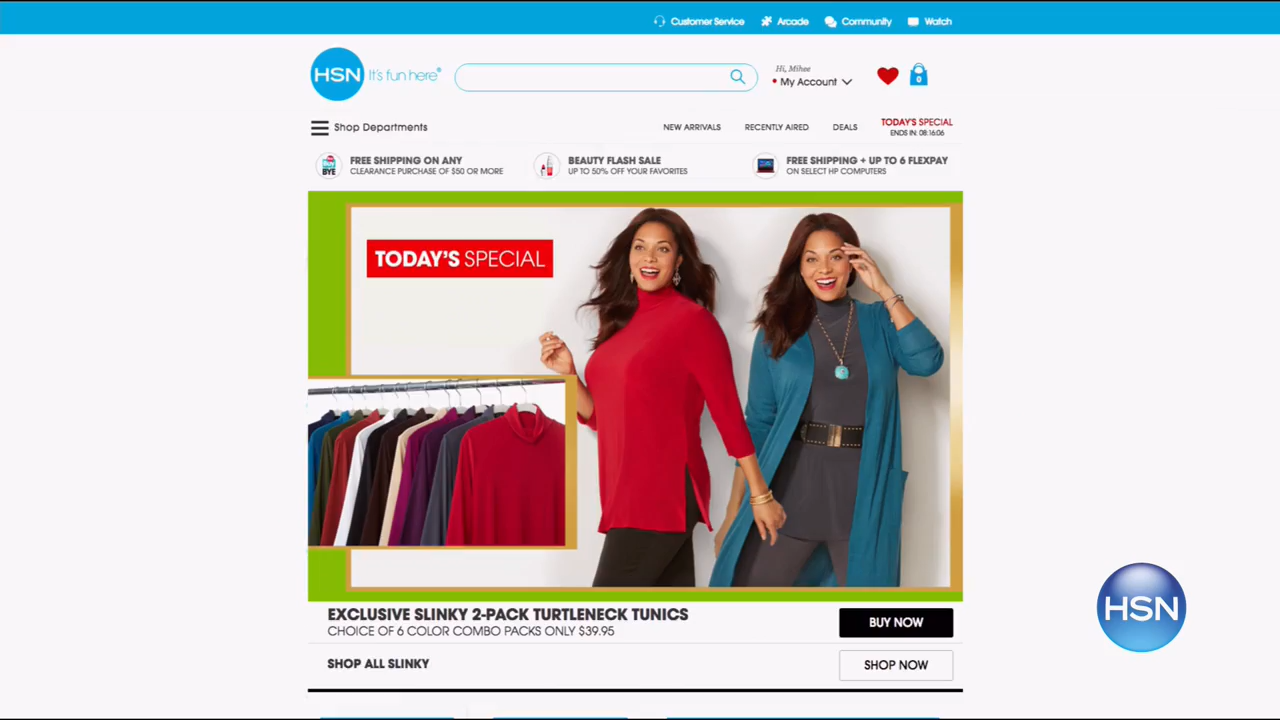 Customer Service Arcade Community Watch
HSN It's fun here®
Hi, Mihee
My Account
0
Shop Departments
NEW ARRIVALS RECENTLY AIRED DEALS
TODAY'S SPECIAL
ENDS IN: 08:16:06
BYE
FREE SHIPPING ON ANY
CLEARANCE PURCHASE OF $50 OR MORE
BEAUTY FLASH SALE
UP TO 50% OFF YOUR FAVORITES
FREE SHIPPING + UP TO 6 FLEXPAY
ON SELECT HP COMPUTERS
TODAY'S SPECIAL
EXCLUSIVE SLINKY 2-PACK TURTLENECK TUNICS
CHOICE OF 6 COLOR COMBO PACKS ONLY $39.95
BUY NOW
SHOP ALL SLINKY
SHOP NOW
HSN